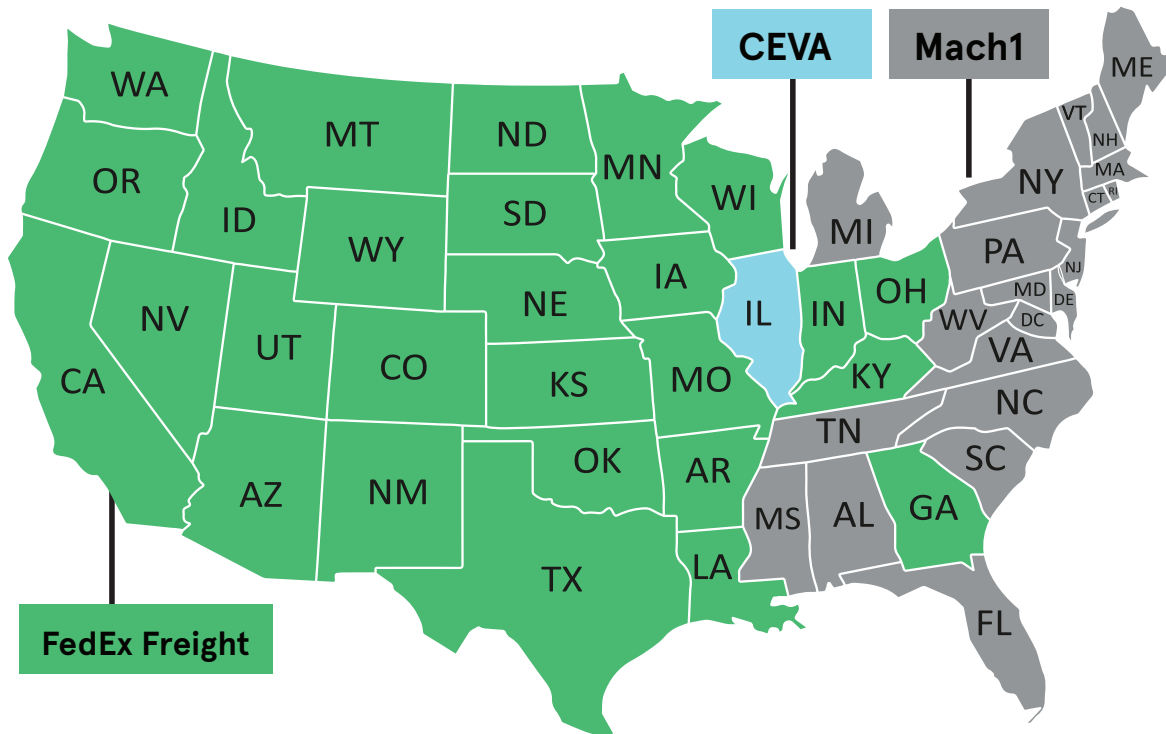 CEVA
Mach1
WA
MT
ND
MN
ME
VT
NH
OR
ID
WY
SD
WI
MI
NY
MA
CT
RI
NV
UT
CO
NE
IA
IL
IN
OH
PA
NJ
MD
DE
WV
DC
VA
CA
KS
MO
KY
NC
TN
AZ
NM
OK
AR
SC
MS
AL
GA
TX
LA
FL
FedEx Freight